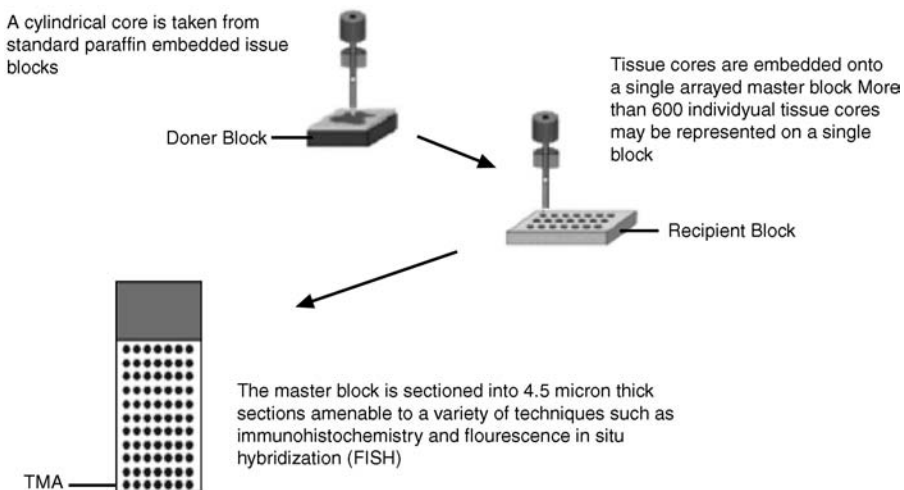 A cylindrical core is taken from
standard paraffin embedded issue
blocks
Doner Block
Tissue cores are embedded onto
a single arrayed master block More
than 600 individyual tissue cores
may be represented on a single
block
Recipient Block
The master block is sectioned into 4.5 micron thick
sections amenable to a variety of techniques such as
immunohistochemistry and flourescence in situ
hybridization (FISH)
TMA